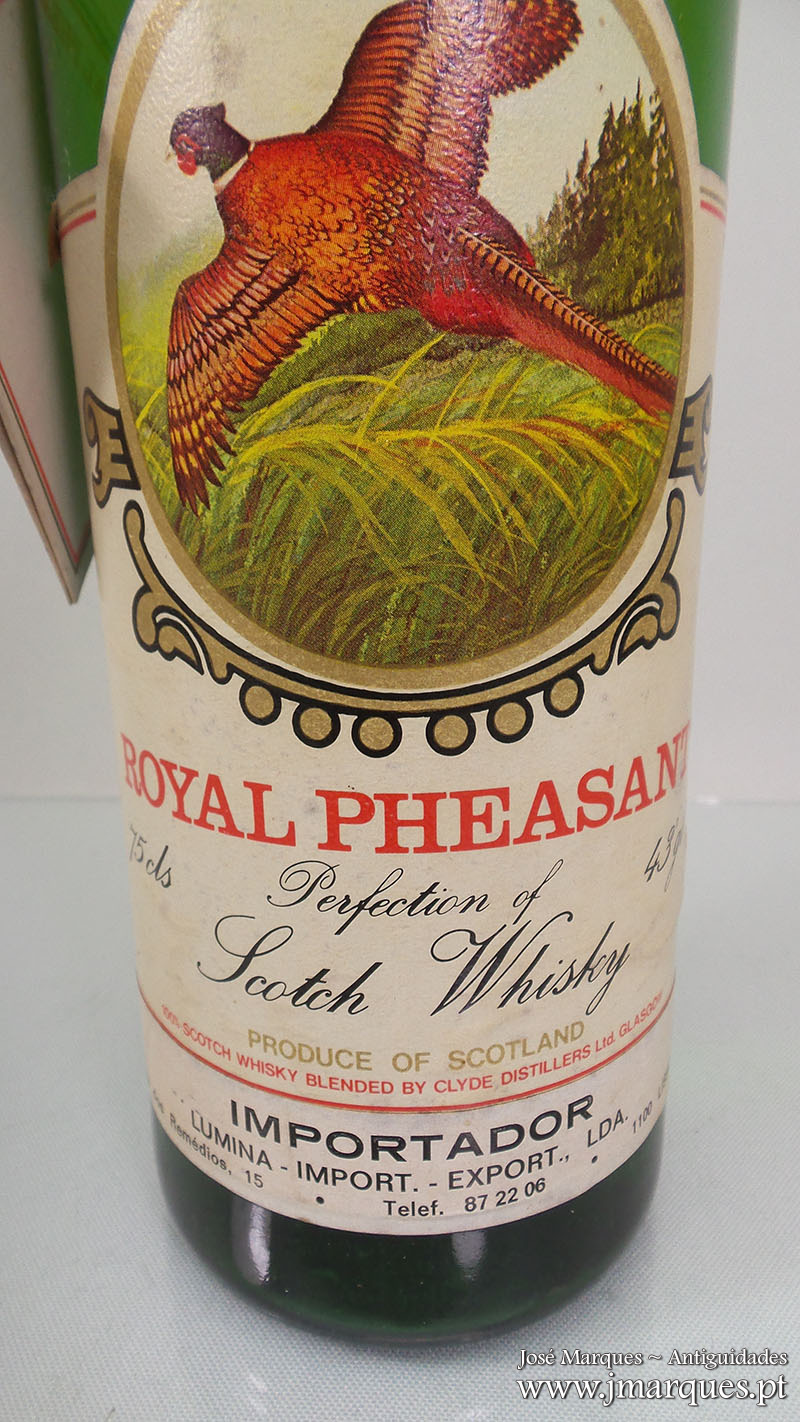 ROYAL PHEASANT
75 cls
43°g
Perfection of
Scotch Whisky
PRODUCE OF SCOTLAND
100% SCOTCH WHISKY BLENDED BY CLYDE DISTILLERS Ltd. GLASGOW
IMPORTADOR
LUMINA - IMPORT. - EXPORT., LDA.
Remédios, 15 • Telef. 87 22 06 • 1100
José Marques ~ Antiguidades
www.jmarques.pt